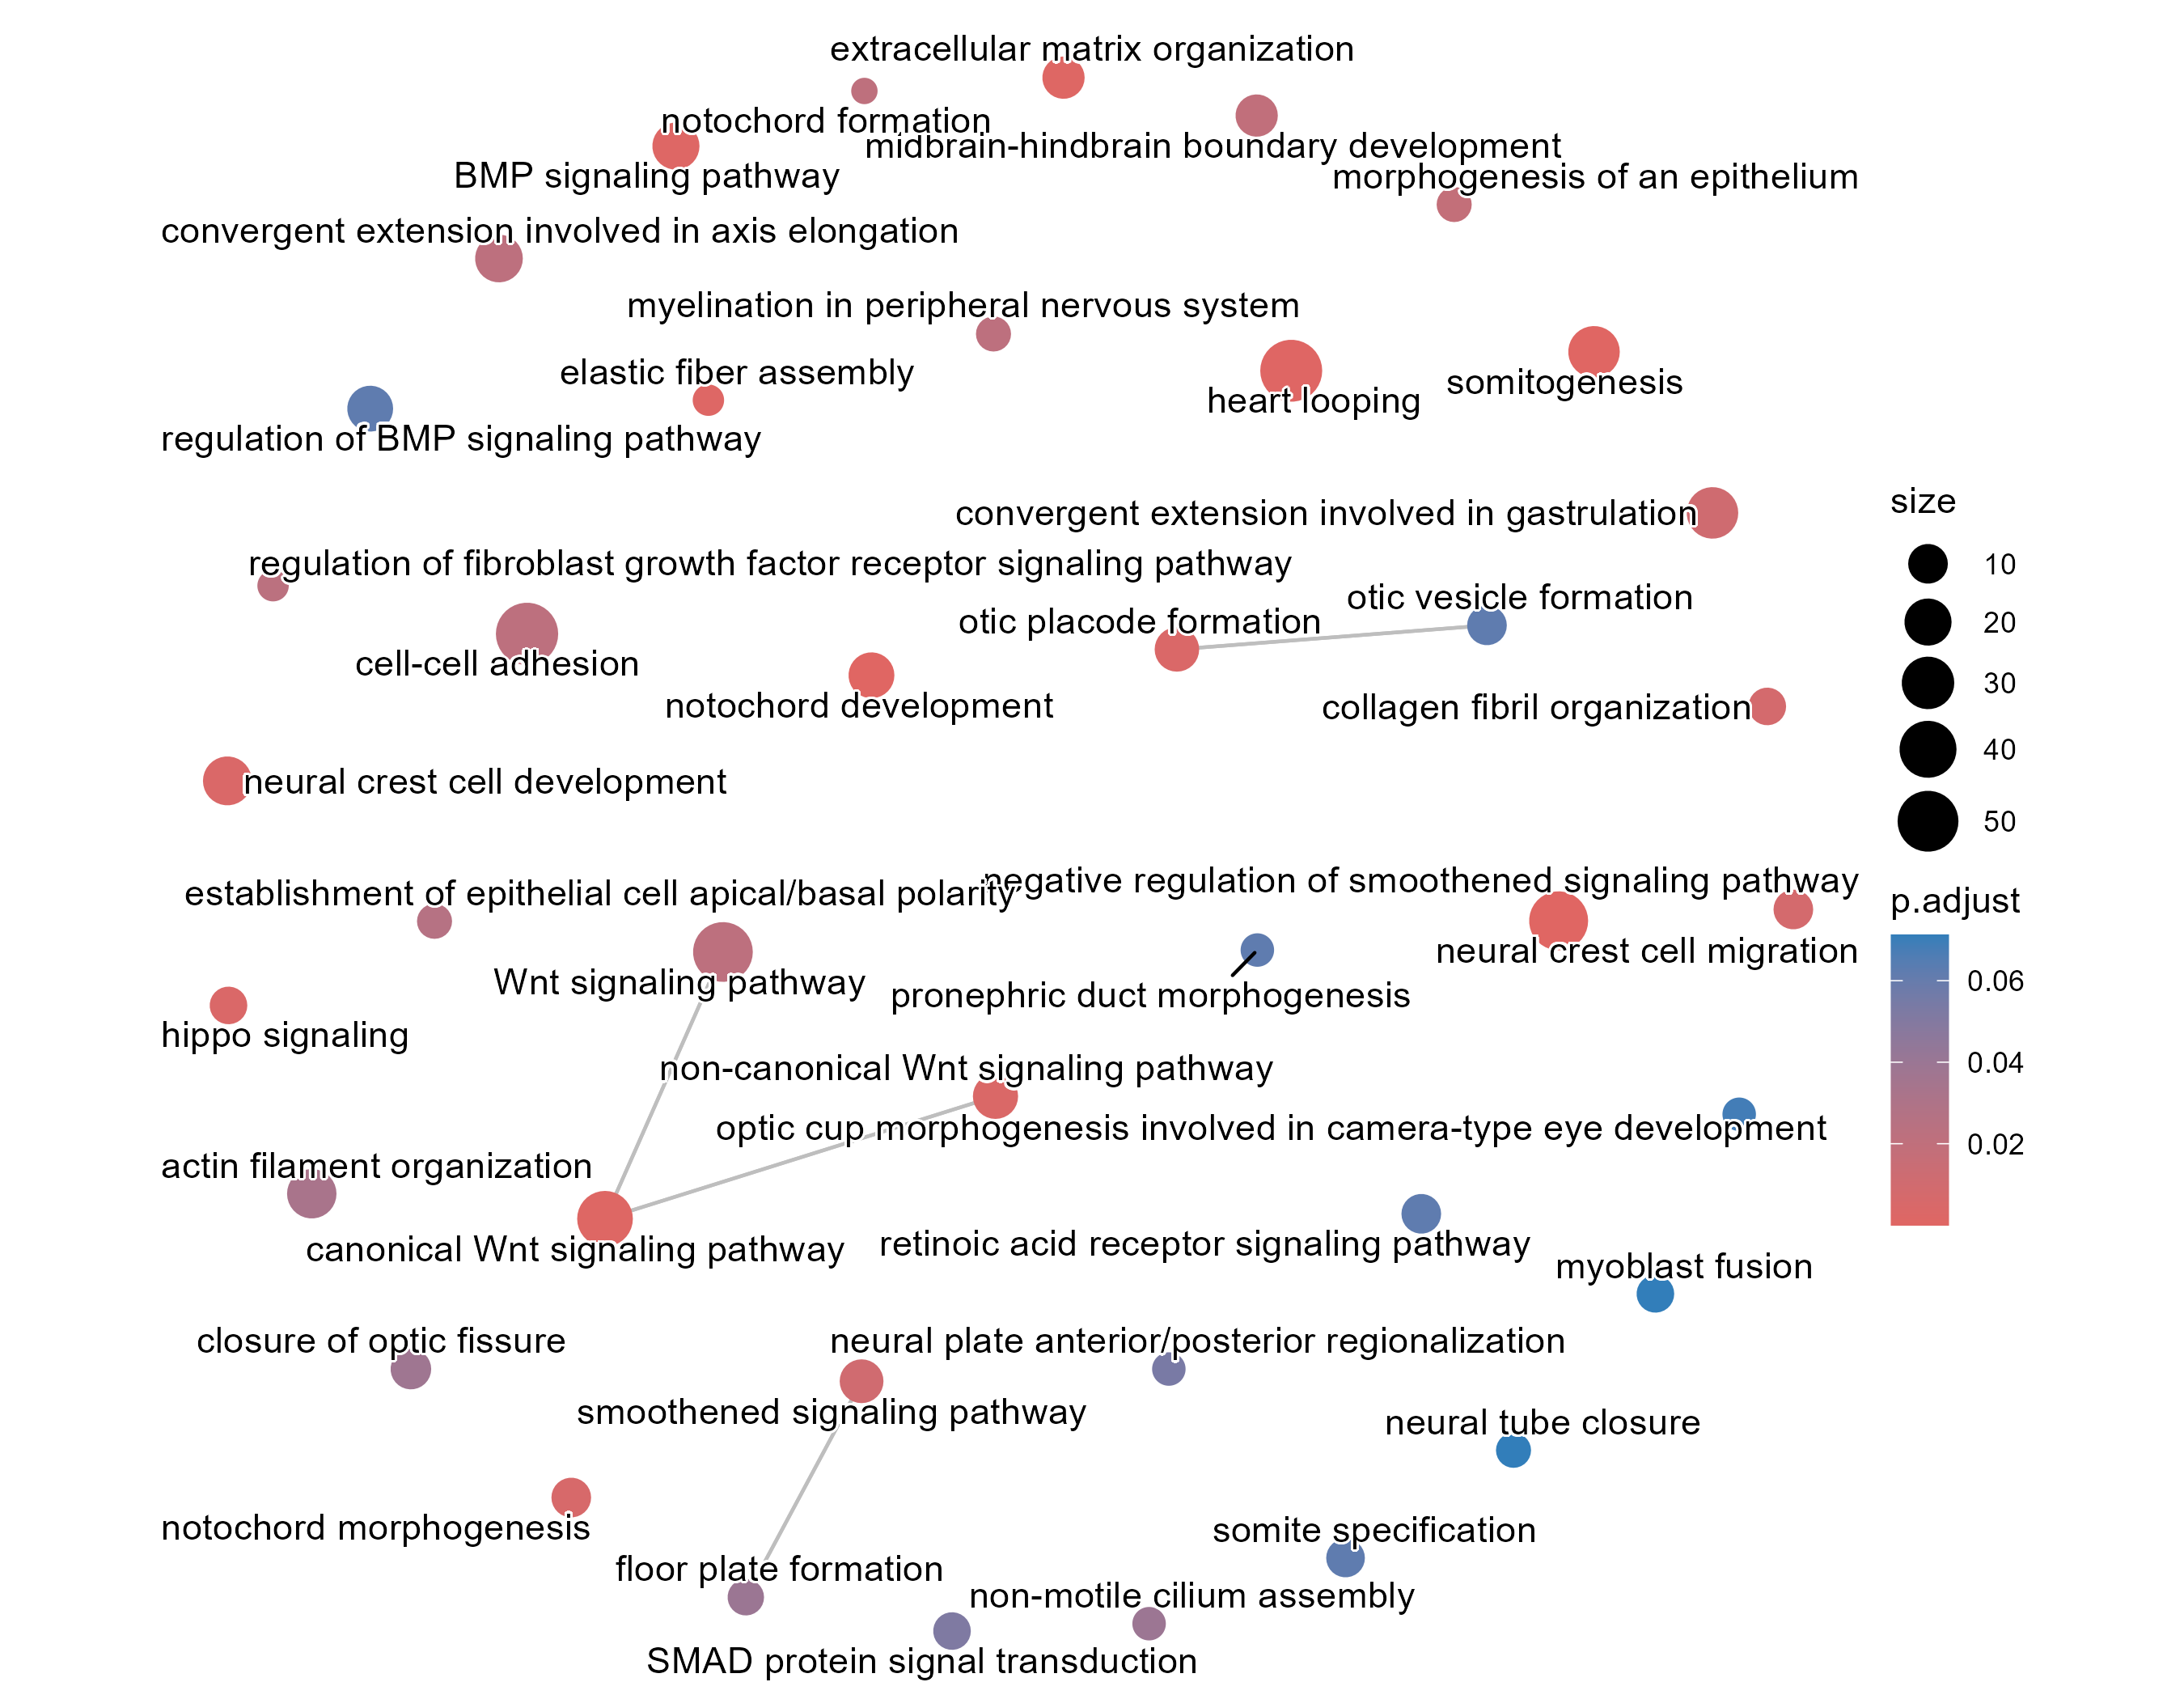 extracellular matrix organization
notochord formation
midbrain-hindbrain boundary development
BMP signaling pathway
morphogenesis of an epithelium
convergent extension involved in axis elongation
myelination in peripheral nervous system
elastic fiber assembly
somitogenesis
heart looping
regulation of BMP signaling pathway
convergent extension involved in gastrulation
regulation of fibroblast growth factor receptor signaling pathway
otic vesicle formation
otic placode formation
cell-cell adhesion
notochord development
collagen fibril organization
neural crest cell development
negative regulation of smoothened signaling pathway
establishment of epithelial cell apical/basal polarity
neural crest cell migration
Wnt signaling pathway
pronephric duct morphogenesis
hippo signaling
non-canonical Wnt signaling pathway
optic cup morphogenesis involved in camera-type eye development
actin filament organization
retinoic acid receptor signaling pathway
canonical Wnt signaling pathway
myoblast fusion
closure of optic fissure
neural plate anterior/posterior regionalization
smoothened signaling pathway
neural tube closure
notochord morphogenesis
somite specification
floor plate formation
non-motile cilium assembly
SMAD protein signal transduction
size
10
20
30
40
50
p.adjust
0.06
0.04
0.02